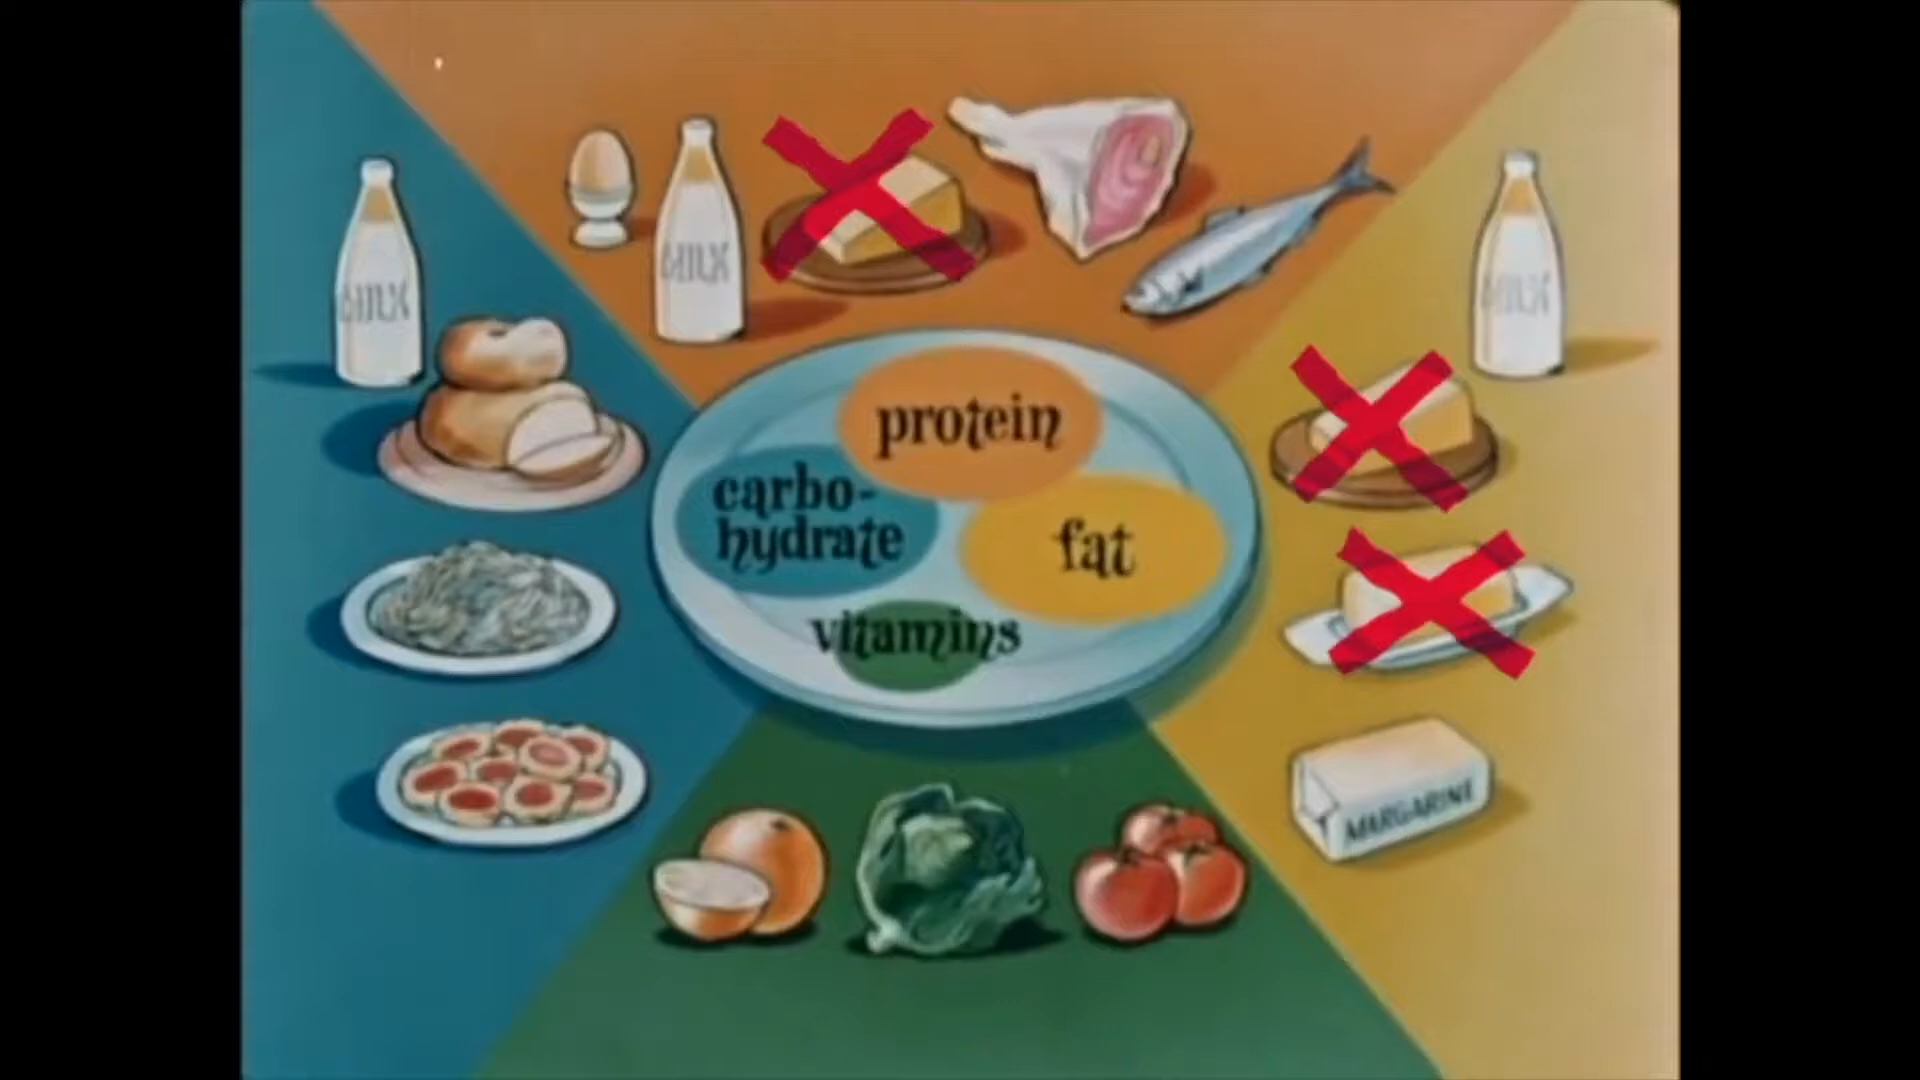 MILK
MILK
MILK
protein
carbo-
hydrate
fat
vitamins
MARGARINE